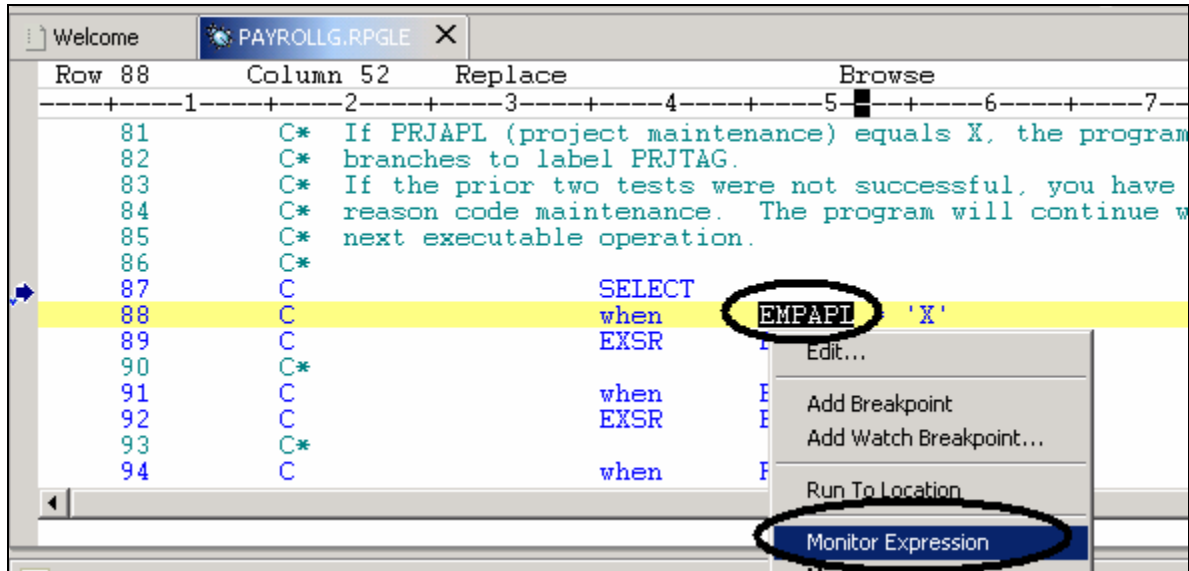 Welcome PAYROLLG.RPGLE
Row 88 Column 52 Replace Browse
----+----1----+----2----+----3----+----4----+----5-- --+----6----+----7--
81 C* If PRJAPL (project maintenance) equals X, the program
82 C* branches to label PRJTAG.
83 C* If the prior two tests were not successful, you have
84 C* reason code maintenance. The program will continue w
85 C* next executable operation.
86 C*
87 C SELECT
88 C when EMPAPL 'X'
89 C EXSR
90 C*
91 C when
92 C EXSR
93 C*
94 C when
Edit...
Add Breakpoint
Add Watch Breakpoint...
Run To Location
Monitor Expression